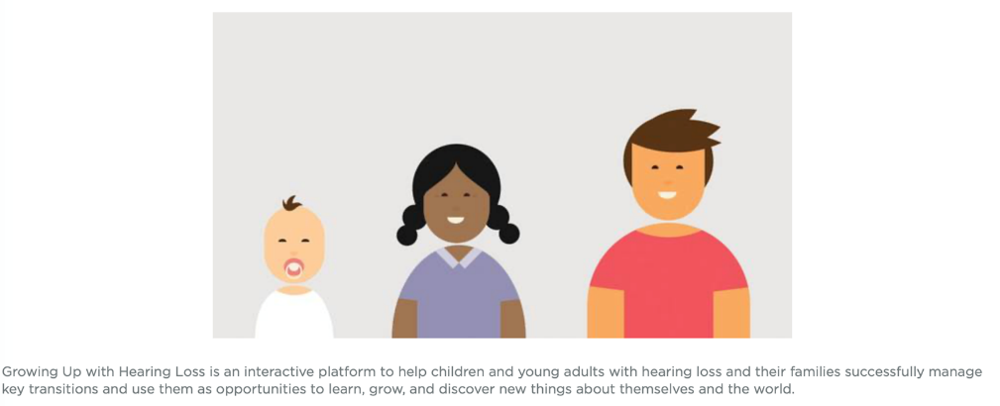 Growing Up with Hearing Loss is an interactive platform to help children and young adults with hearing loss and their families successfully manage
key transitions and use them as opportunities to learn, grow, and discover new things about themselves and the world.